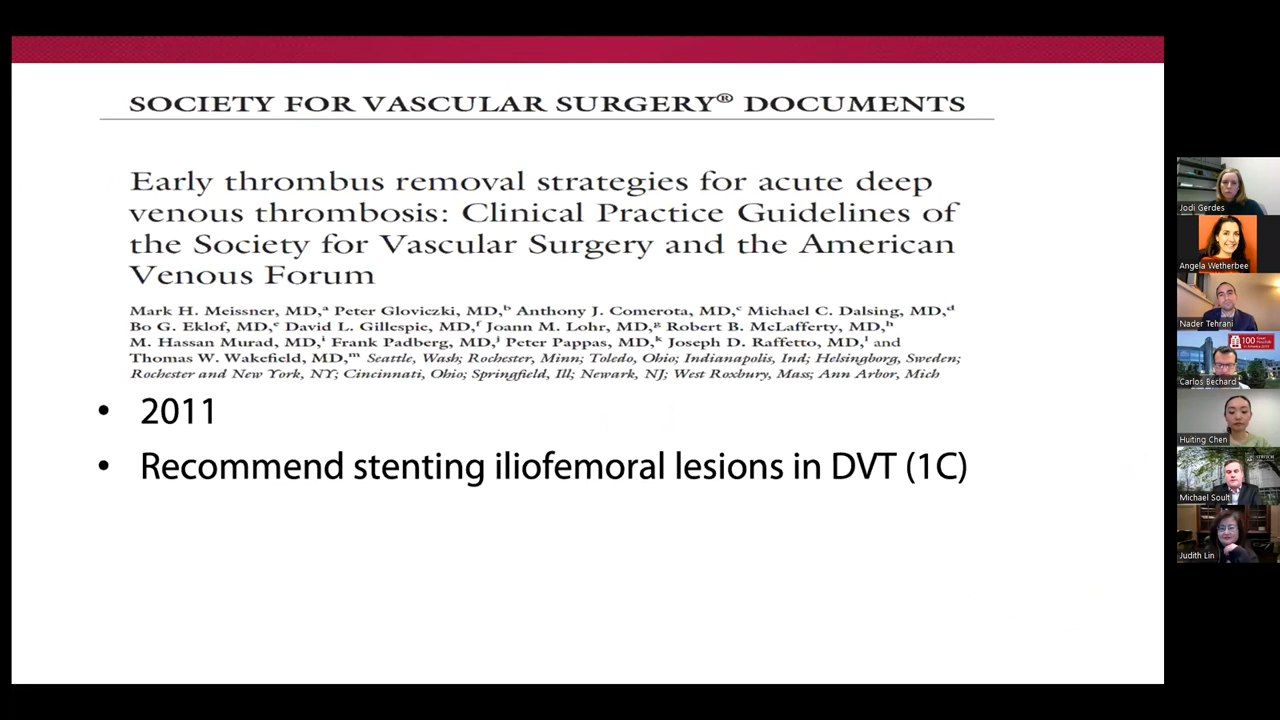 SOCIETY FOR VASCULAR SURGERY® DOCUMENTS
Early thrombus removal strategies for acute deep
venous thrombosis: Clinical Practice Guidelines of
the Society for Vascular Surgery and the American
Venous Forum
Mark H. Meissner, MD,a Peter Gloviczki, MD,b Anthony J. Comerota, MD,c Michael C. Dalsing, MD,d
Bo G. Eklof, MD,e David L. Gillespie, MD,f Joann M. Lohr, MD,g Robert B. McLafferty, MD,h
M. Hassan Murad, MD,i Frank Padberg, MD,j Peter Pappas, MD,k Joseph D. Raffetto, MD,l and
Thomas W. Wakefield, MD,m Seattle, Wash; Rochester, Minn; Toledo, Ohio; Indianapolis, Ind; Helsingborg, Sweden;
Rochester and New York, NY; Cincinnati, Ohio; Springfield, Ill; Newark, NJ; West Roxbury, Mass; Ann Arbor, Mich
• 2011
• Recommend stenting iliofemoral lesions in DVT (1C)
Jodi Gerdes
Angela Wetherbee
Nader Tehrani
100
Carlos Bechard
Huiting Chen
Michael Soult
Judith Lin